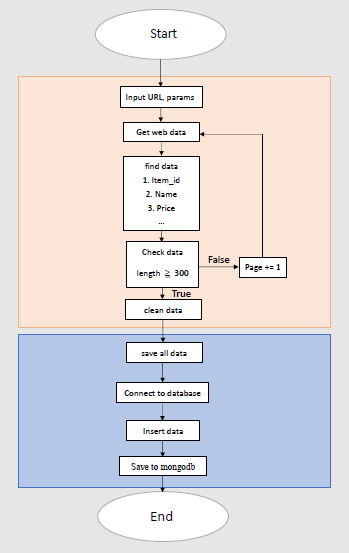 Start
Input URL, params
Get web data
find data
1. Item_id
2. Name
3. Price
...
Check data
length ≧ 300
False
Page += 1
True
clean data
save all data
Connect to database
Insert data
Save to mongodb
End